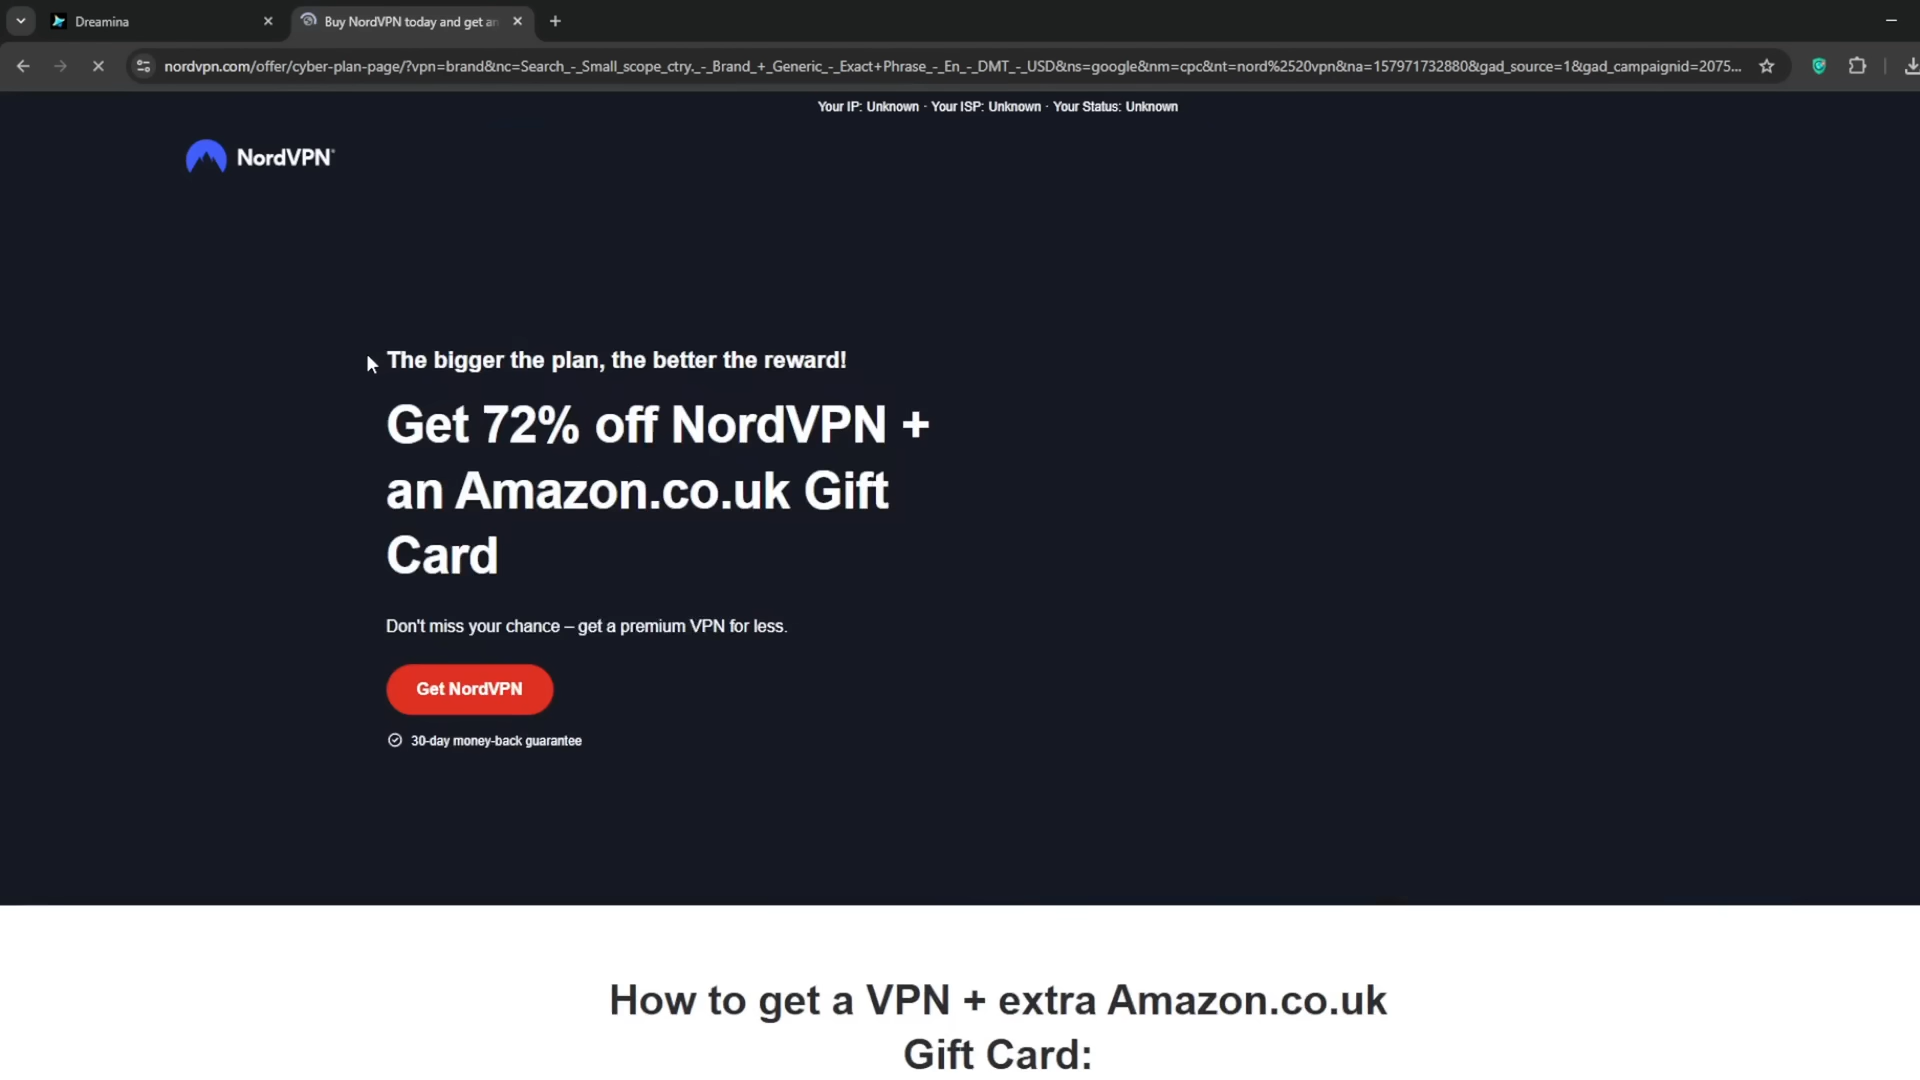 Dreamina
Buy NordVPN today and get an
nordvpn.com/offer/cyber-plan-page/?vpn=brand&nc=Search_-_Small_scope_ctry._-_Brand_+_Generic_-_Exact+Phrase_-_En_-_DMT_-_USD&ns=google&nm=cpc&nt=nord%2520vpn&na=157971732880&gad_source=1&gad_campaignid=2075...
Your IP: Unknown · Your ISP: Unknown · Your Status: Unknown
NordVPN®
The bigger the plan, the better the reward!
Get 72% off NordVPN +
an Amazon.co.uk Gift
Card
Don't miss your chance – get a premium VPN for less.
Get NordVPN
30-day money-back guarantee
How to get a VPN + extra Amazon.co.uk
Gift Card: